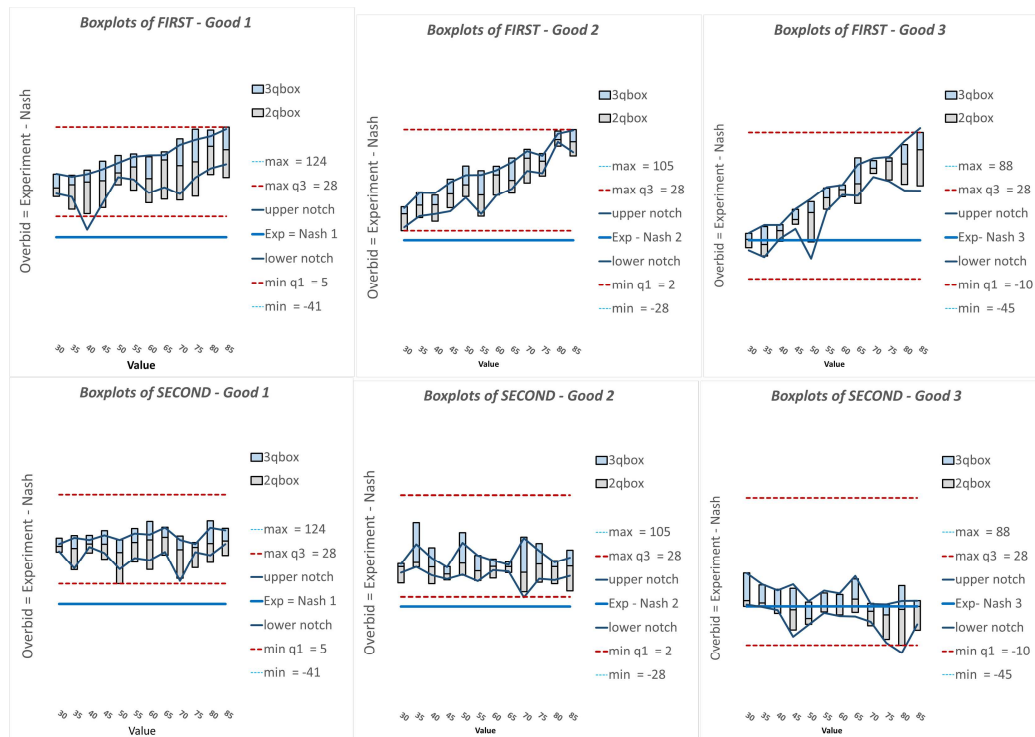 Boxplots of FIRST - Good 1
Overbid = Experiment - Nash
3qbox
2qbox
max = 124
max q3 = 28
upper notch
Exp = Nash 1
lower notch
min q1 = 5
min = -41
30 35 40 45 50 55 60 65 70 75 80 85
Value
Boxplots of FIRST - Good 2
Overbid = Experiment - Nash
3qbox
2qbox
max = 105
max q3 = 28
upper notch
Exp - Nash 2
lower notch
min q1 = 2
min = -28
30 35 40 45 50 55 60 65 70 75 80 85
Value
Boxplots of FIRST - Good 3
Overbid = Experiment - Nash
3qbox
2qbox
max = 88
max q3 = 28
upper notch
Exp- Nash 3
lower notch
min q1 = -10
min = -45
30 35 40 45 50 55 60 65 70 75 80 85
Value
Boxplots of SECOND - Good 1
Overbid = Experiment - Nash
3qbox
2qbox
max = 124
max q3 = 28
upper notch
Exp = Nash 1
lower notch
min q1 = 5
min = -41
30 35 40 45 50 55 60 65 70 75 80 85
Value
Boxplots of SECOND - Good 2
Overbid = Experiment - Nash
3qbox
2qbox
max = 105
max q3 = 28
upper notch
Exp - Nash 2
lower notch
min q1 = 2
min = -28
30 35 40 45 50 55 60 65 70 75 80 85
Value
Boxplots of SECOND - Good 3
Overbid = Experiment - Nash
3qbox
2qbox
max = 88
max q3 = 28
upper notch
Exp- Nash 3
lower notch
min q1 = -10
min = -45
30 35 40 45 50 55 60 65 70 75 80 85
Value